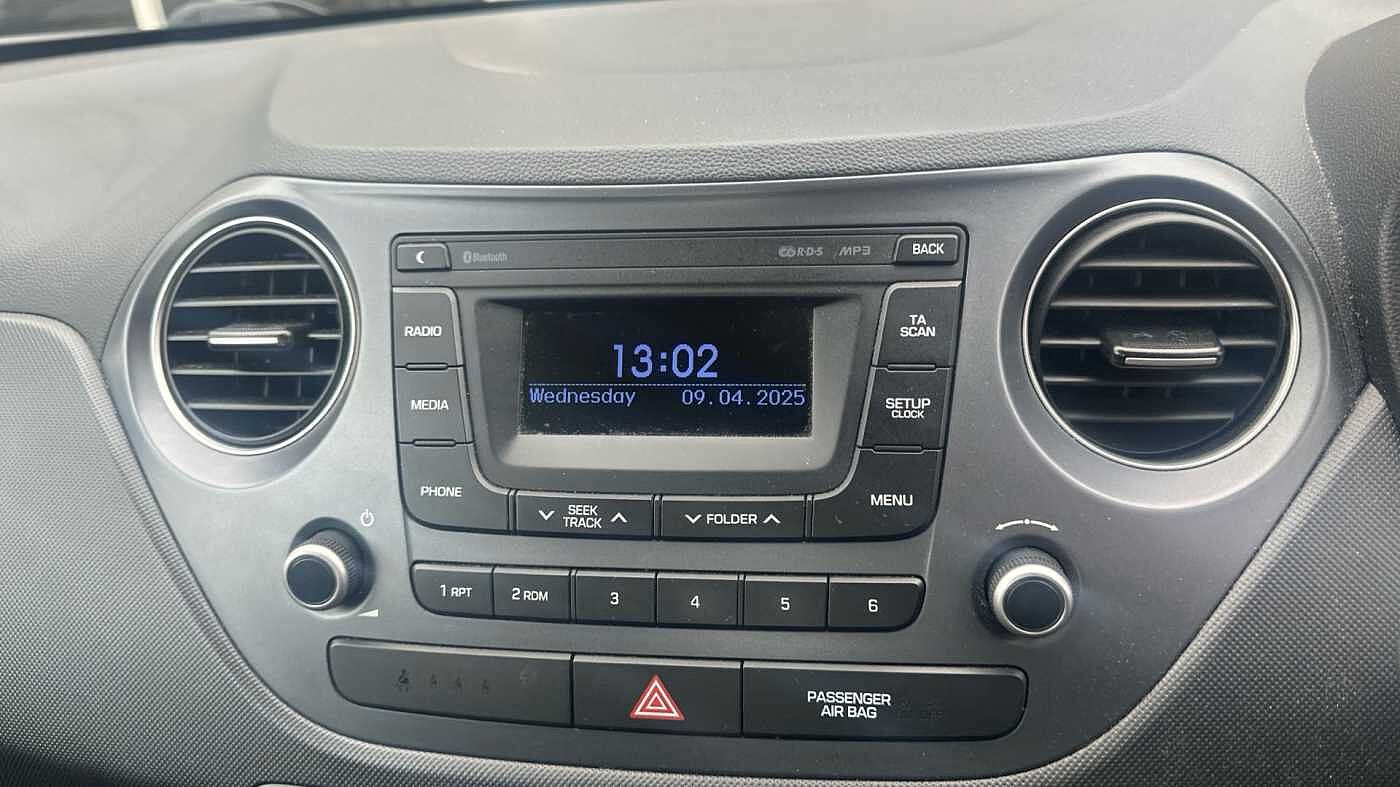 Bluetooth
R·D·S
MP3
BACK
RADIO
MEDIA
PHONE
13:02
Wednesday 09.04.2025
TA
SCAN
SETUP
CLOCK
MENU
SEEK
TRACK
FOLDER
1 RPT
2 RDM
3
4
5
6
PASSENGER
AIR BAG